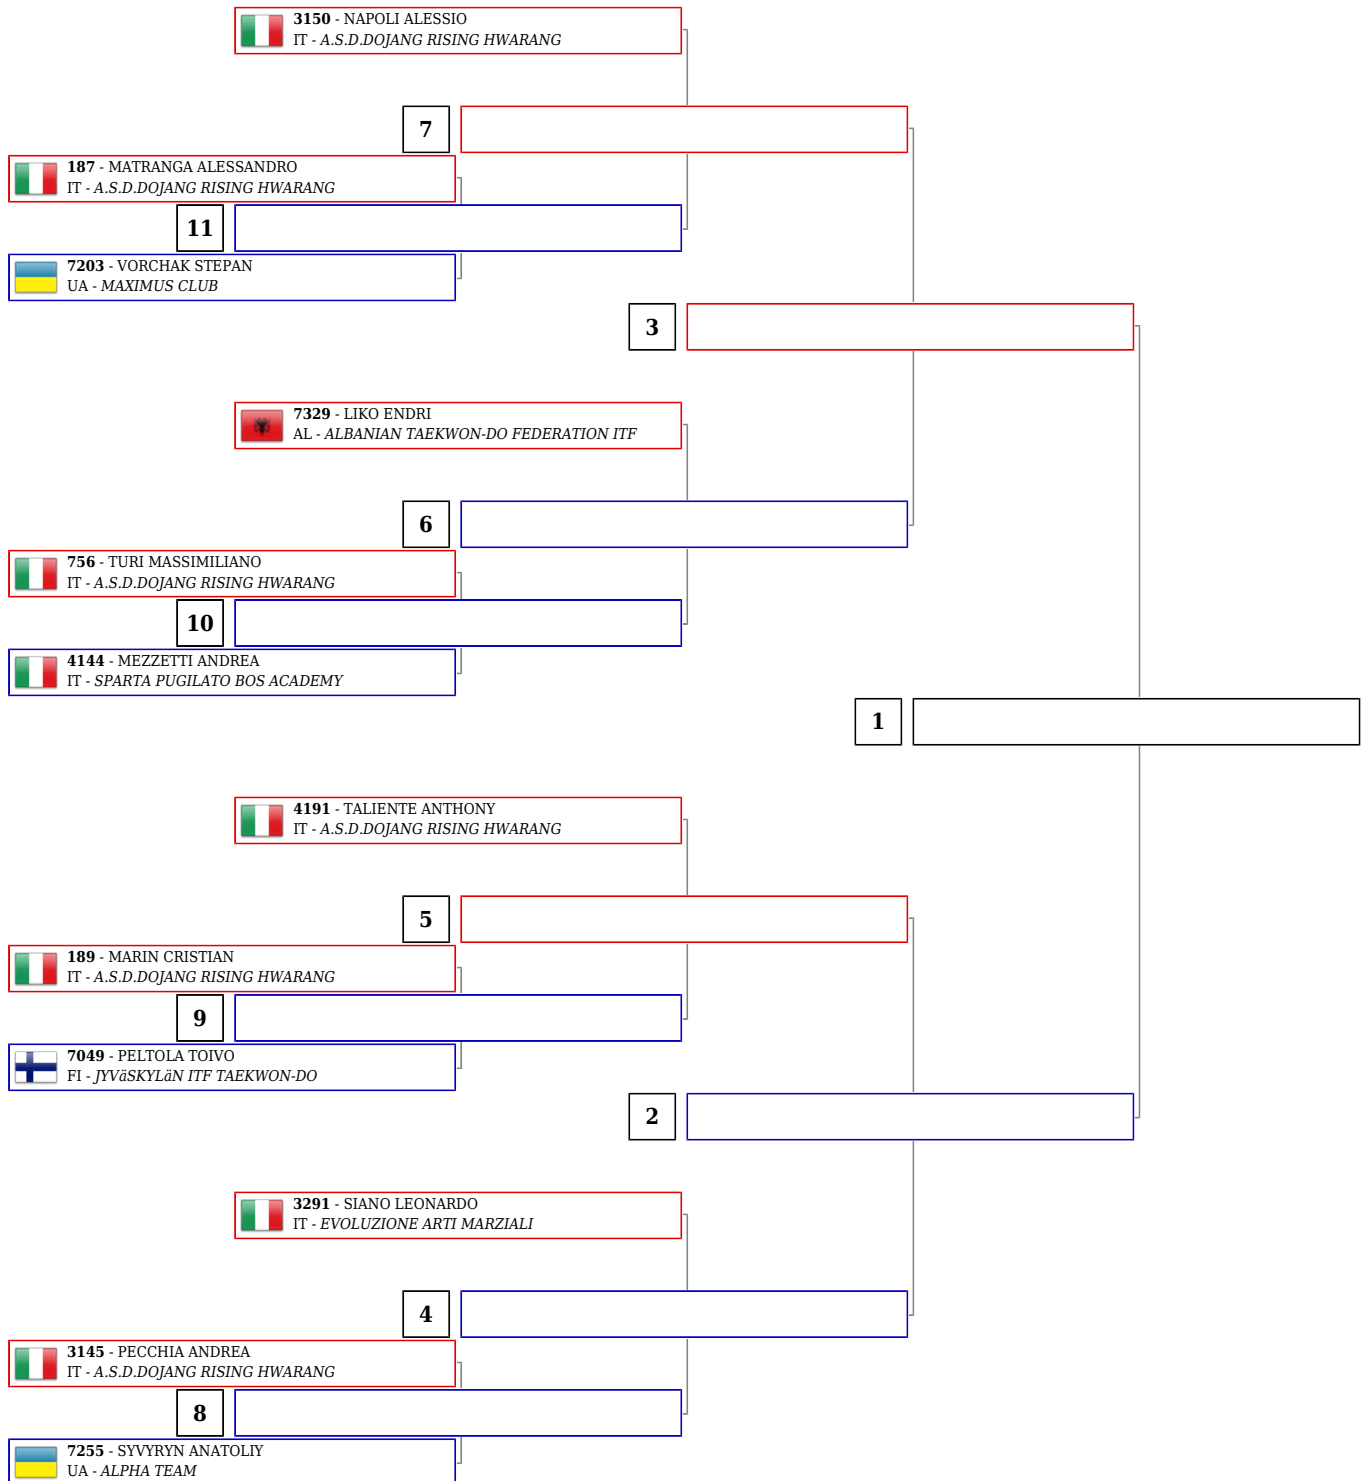 3150 - NAPOLI ALESSIO
IT - A.S.D.DOJANG RISING HWARANG
7
187 - MATRANGA ALESSANDRO
IT - A.S.D.DOJANG RISING HWARANG
11
7203 - VORCHAK STEPAN
UA - MAXIMUS CLUB
3
7329 - LIKO ENDRI
AL - ALBANIAN TAEKWON-DO FEDERATION ITF
6
756 - TURI MASSIMILIANO
IT - A.S.D.DOJANG RISING HWARANG
10
4144 - MEZZETTI ANDREA
IT - SPARTA PUGILATO BOS ACADEMY
1
4191 - TALIENTE ANTHONY
IT - A.S.D.DOJANG RISING HWARANG
5
189 - MARIN CRISTIAN
IT - A.S.D.DOJANG RISING HWARANG
9
7049 - PELTOLA TOIVO
FI - JYVäSKYLäN ITF TAEKWON-DO
2
3291 - SIANO LEONARDO
IT - EVOLUZIONE ARTI MARZIALI
4
3145 - PECCHIA ANDREA
IT - A.S.D.DOJANG RISING HWARANG
8
7255 - SYVYRYN ANATOLIY
UA - ALPHA TEAM